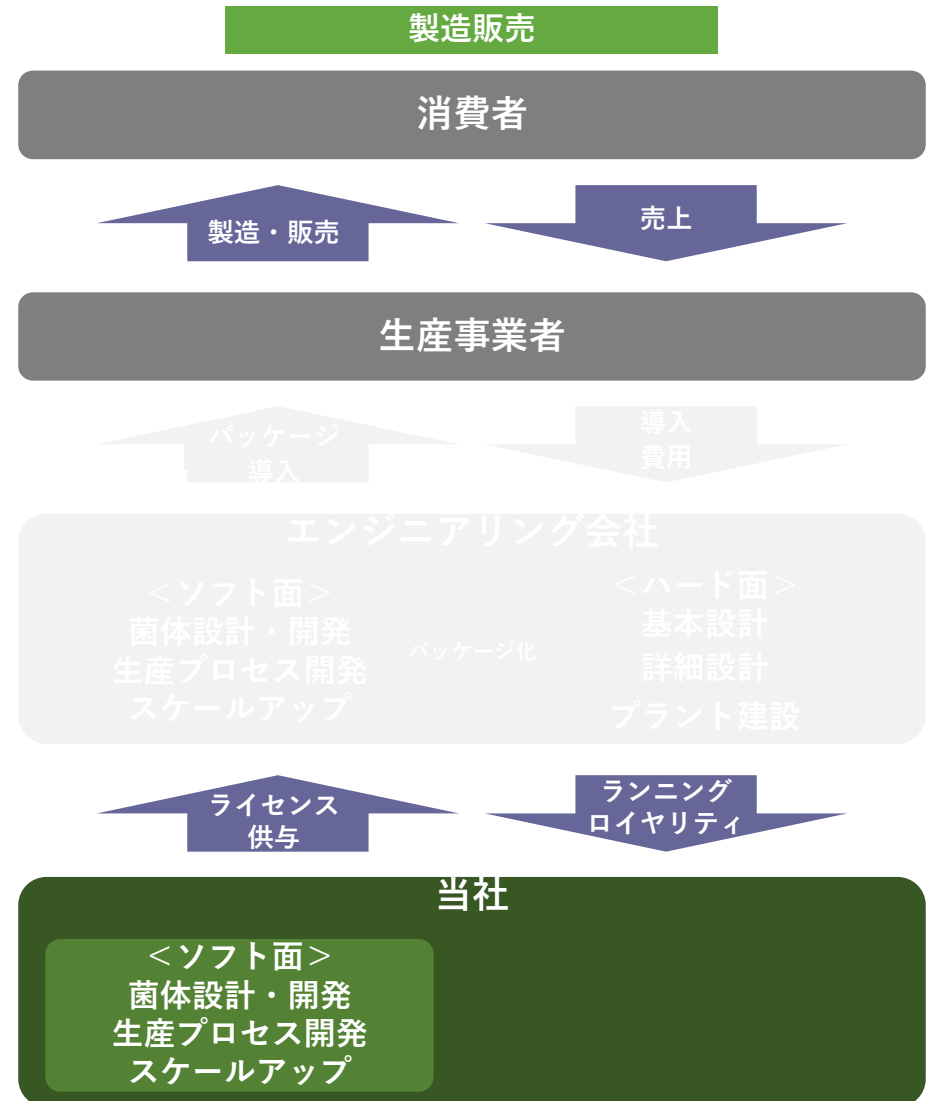 製造販売
消費者
製造・販売
売上
生産事業者
パッケージ
導入
導入
費用
エンジニアリング会社
＜ソフト面＞
菌体設計・開発
生産プロセス開発
スケールアップ
パッケージ化
＜ハード面＞
基本設計
詳細設計
プラント建設
ライセンス
供与
ランニング
ロイヤリティ
当社
＜ソフト面＞
菌体設計・開発
生産プロセス開発
スケールアップ